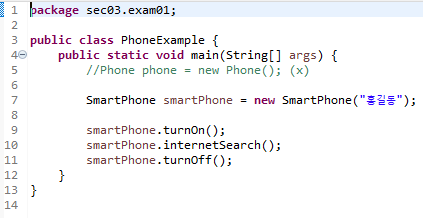 1 package sec03.exam01;
2
3 public class PhoneExample {
4 public static void main(String[] args) {
5 //Phone phone = new Phone(); (x)
6
7 SmartPhone smartPhone = new SmartPhone("홍길동");
8
9 smartPhone.turnOn();
10 smartPhone.internetSearch();
11 smartPhone.turnOff();
12 }
13 }
14